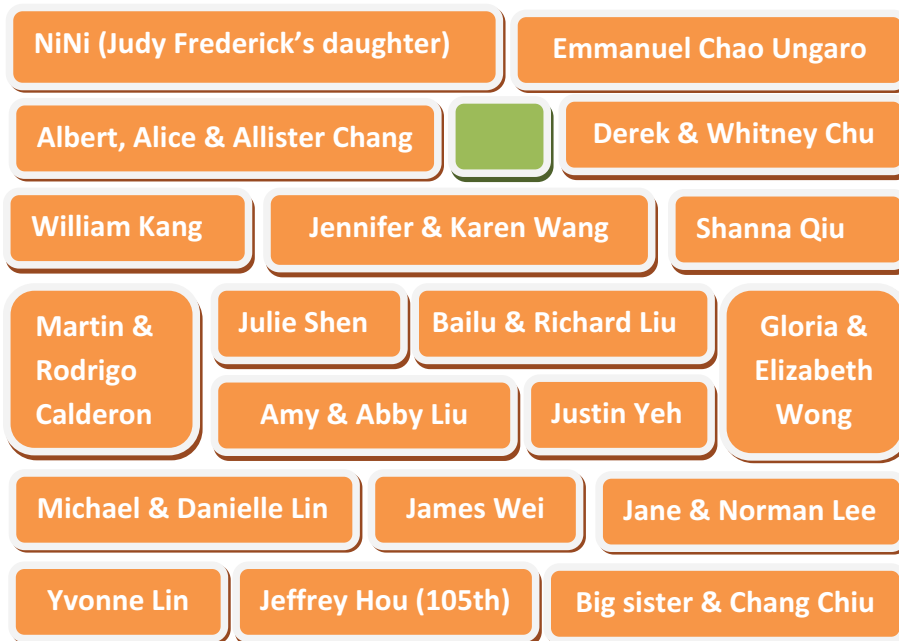 NiNi (Judy Frederick’s daughter)
Emmanuel Chao Ungaro
Albert, Alice & Allister Chang
Derek & Whitney Chu
William Kang
Jennifer & Karen Wang
Shanna Qiu
Martin &
Rodrigo
Calderon
Julie Shen
Bailu & Richard Liu
Amy & Abby Liu
Justin Yeh
Gloria &
Elizabeth
Wong
Michael & Danielle Lin
James Wei
Jane & Norman Lee
Yvonne Lin
Jeffrey Hou (105th)
Big sister & Chang Chiu